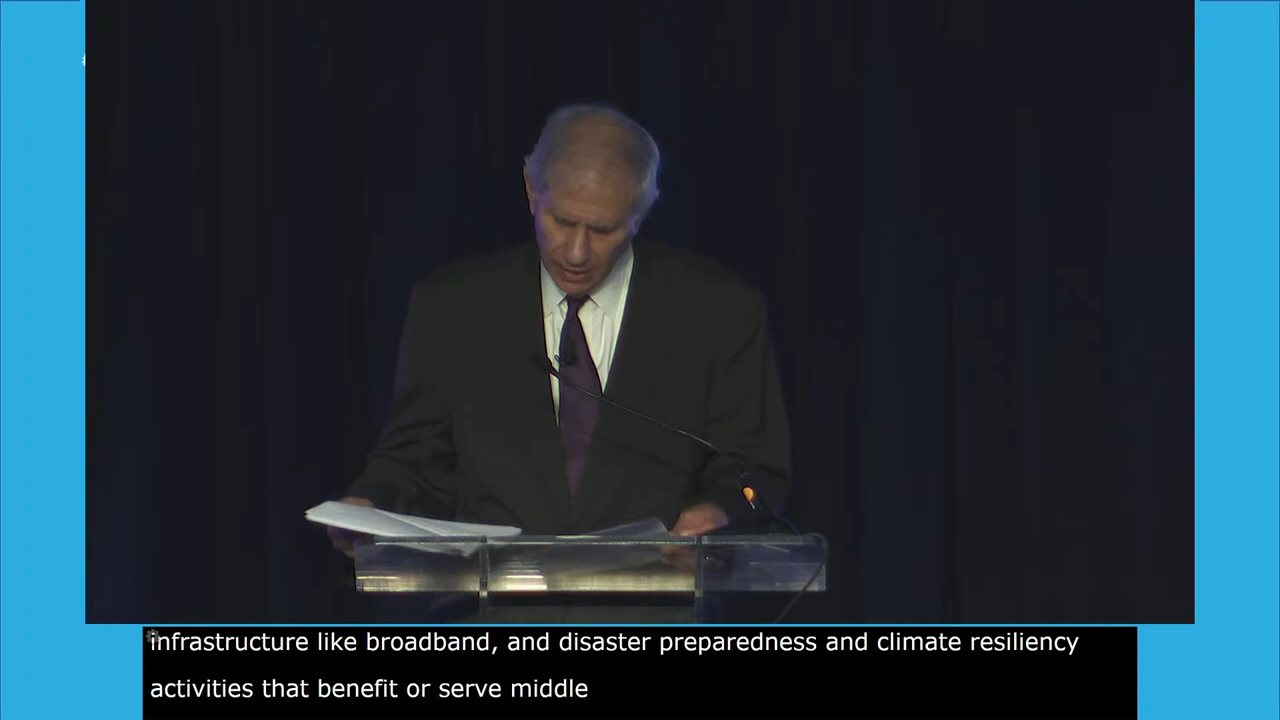 infrastructure like broadband, and disaster preparedness and climate resiliency
activities that benefit or serve middle